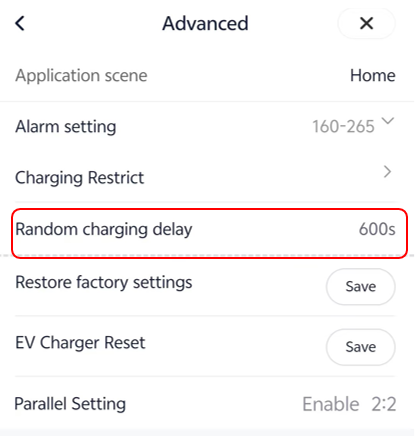 Advanced
Application scene Home
Alarm setting 160-265
Charging Restrict
Random charging delay 600s
Restore factory settings Save
EV Charger Reset Save
Parallel Setting Enable 2:2